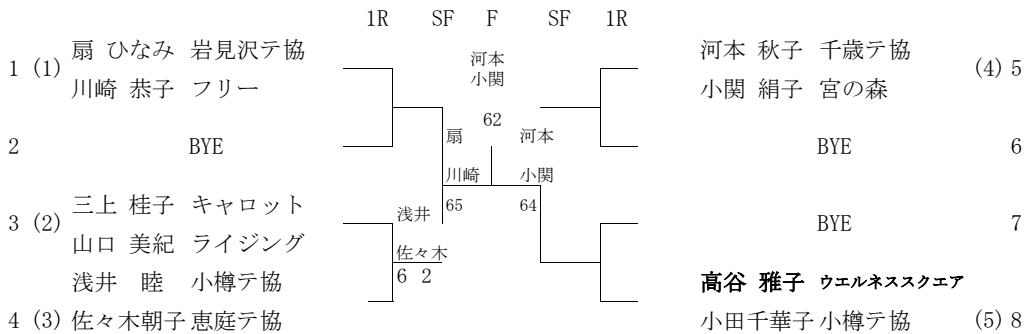 1R SF F SF 1R
扇 ひなみ 岩見沢テ協 河本 河本 秋子 千歳テ協
1 (1) 小関 (4) 5
川崎 恭子 フリー 小関 絹子 宮の森
62
扇 河本
2 BYE BYE 6
川崎 小関
三上 桂子 キャロット 65 64
浅井
3 (2) BYE 7
山口 美紀 ライジング
佐々木
浅井 睦 小樽テ協 6 2 高谷 雅子 ウエルネススクエア
4 (3) 佐々木朝子 恵庭テ協 小田千華子 小樽テ協 (5) 8